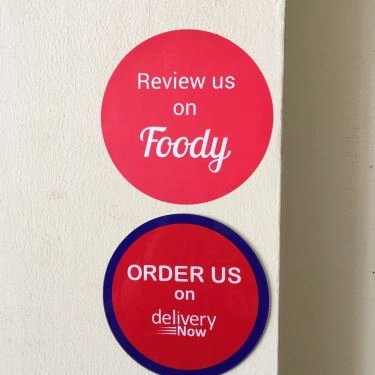 Review us
on
Foody
ORDER US
on
delivery
Now